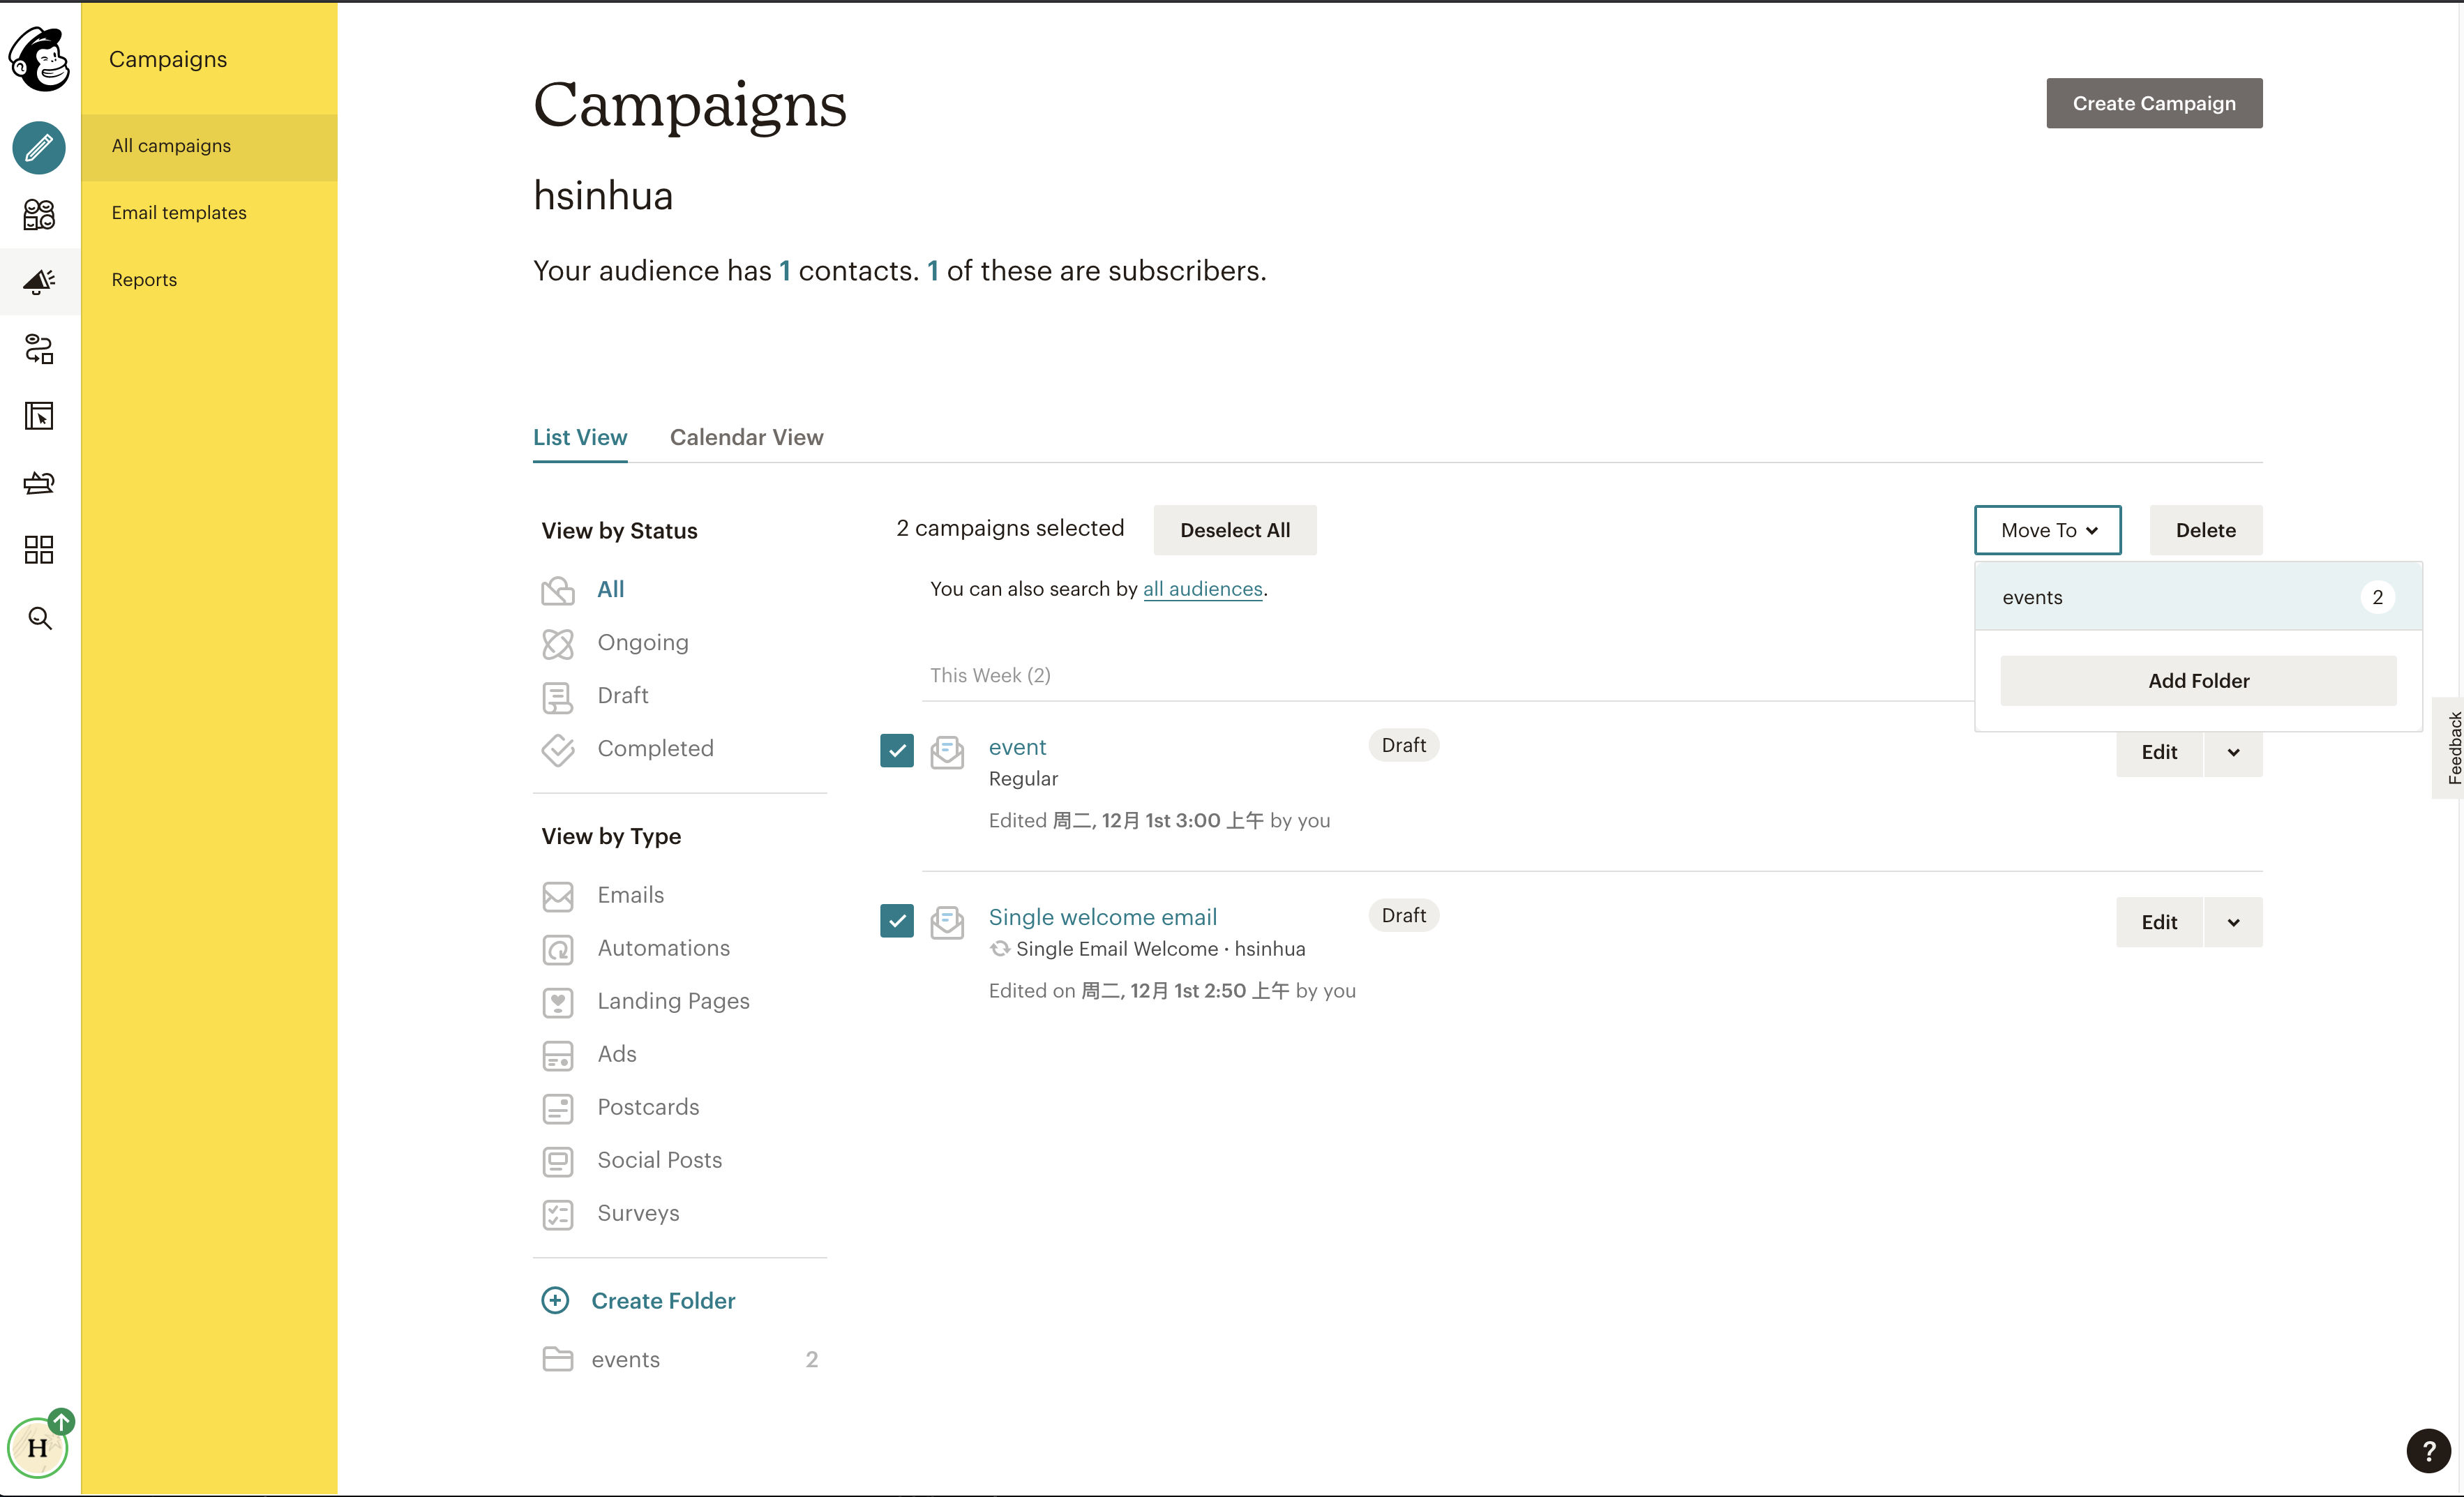 Campaigns
All campaigns
Email templates
Reports
H
Campaigns
Create Campaign
hsinhua
Your audience has 1 contacts. 1 of these are subscribers.
List View
Calendar View
View by Status
All
Ongoing
Draft
Completed
View by Type
Emails
Automations
Landing Pages
Ads
Postcards
Social Posts
Surveys
Create Folder
events 2
2 campaigns selected
Deselect All
Move To
Delete
You can also search by all audiences.
events 2
Add Folder
This Week (2)
event
Draft
Edit
Regular
Edited 周二, 12月 1st 3:00 上午 by you
Single welcome email
Draft
Edit
Single Email Welcome · hsinhua
Edited on 周二, 12月 1st 2:50 上午 by you
Feedback
?